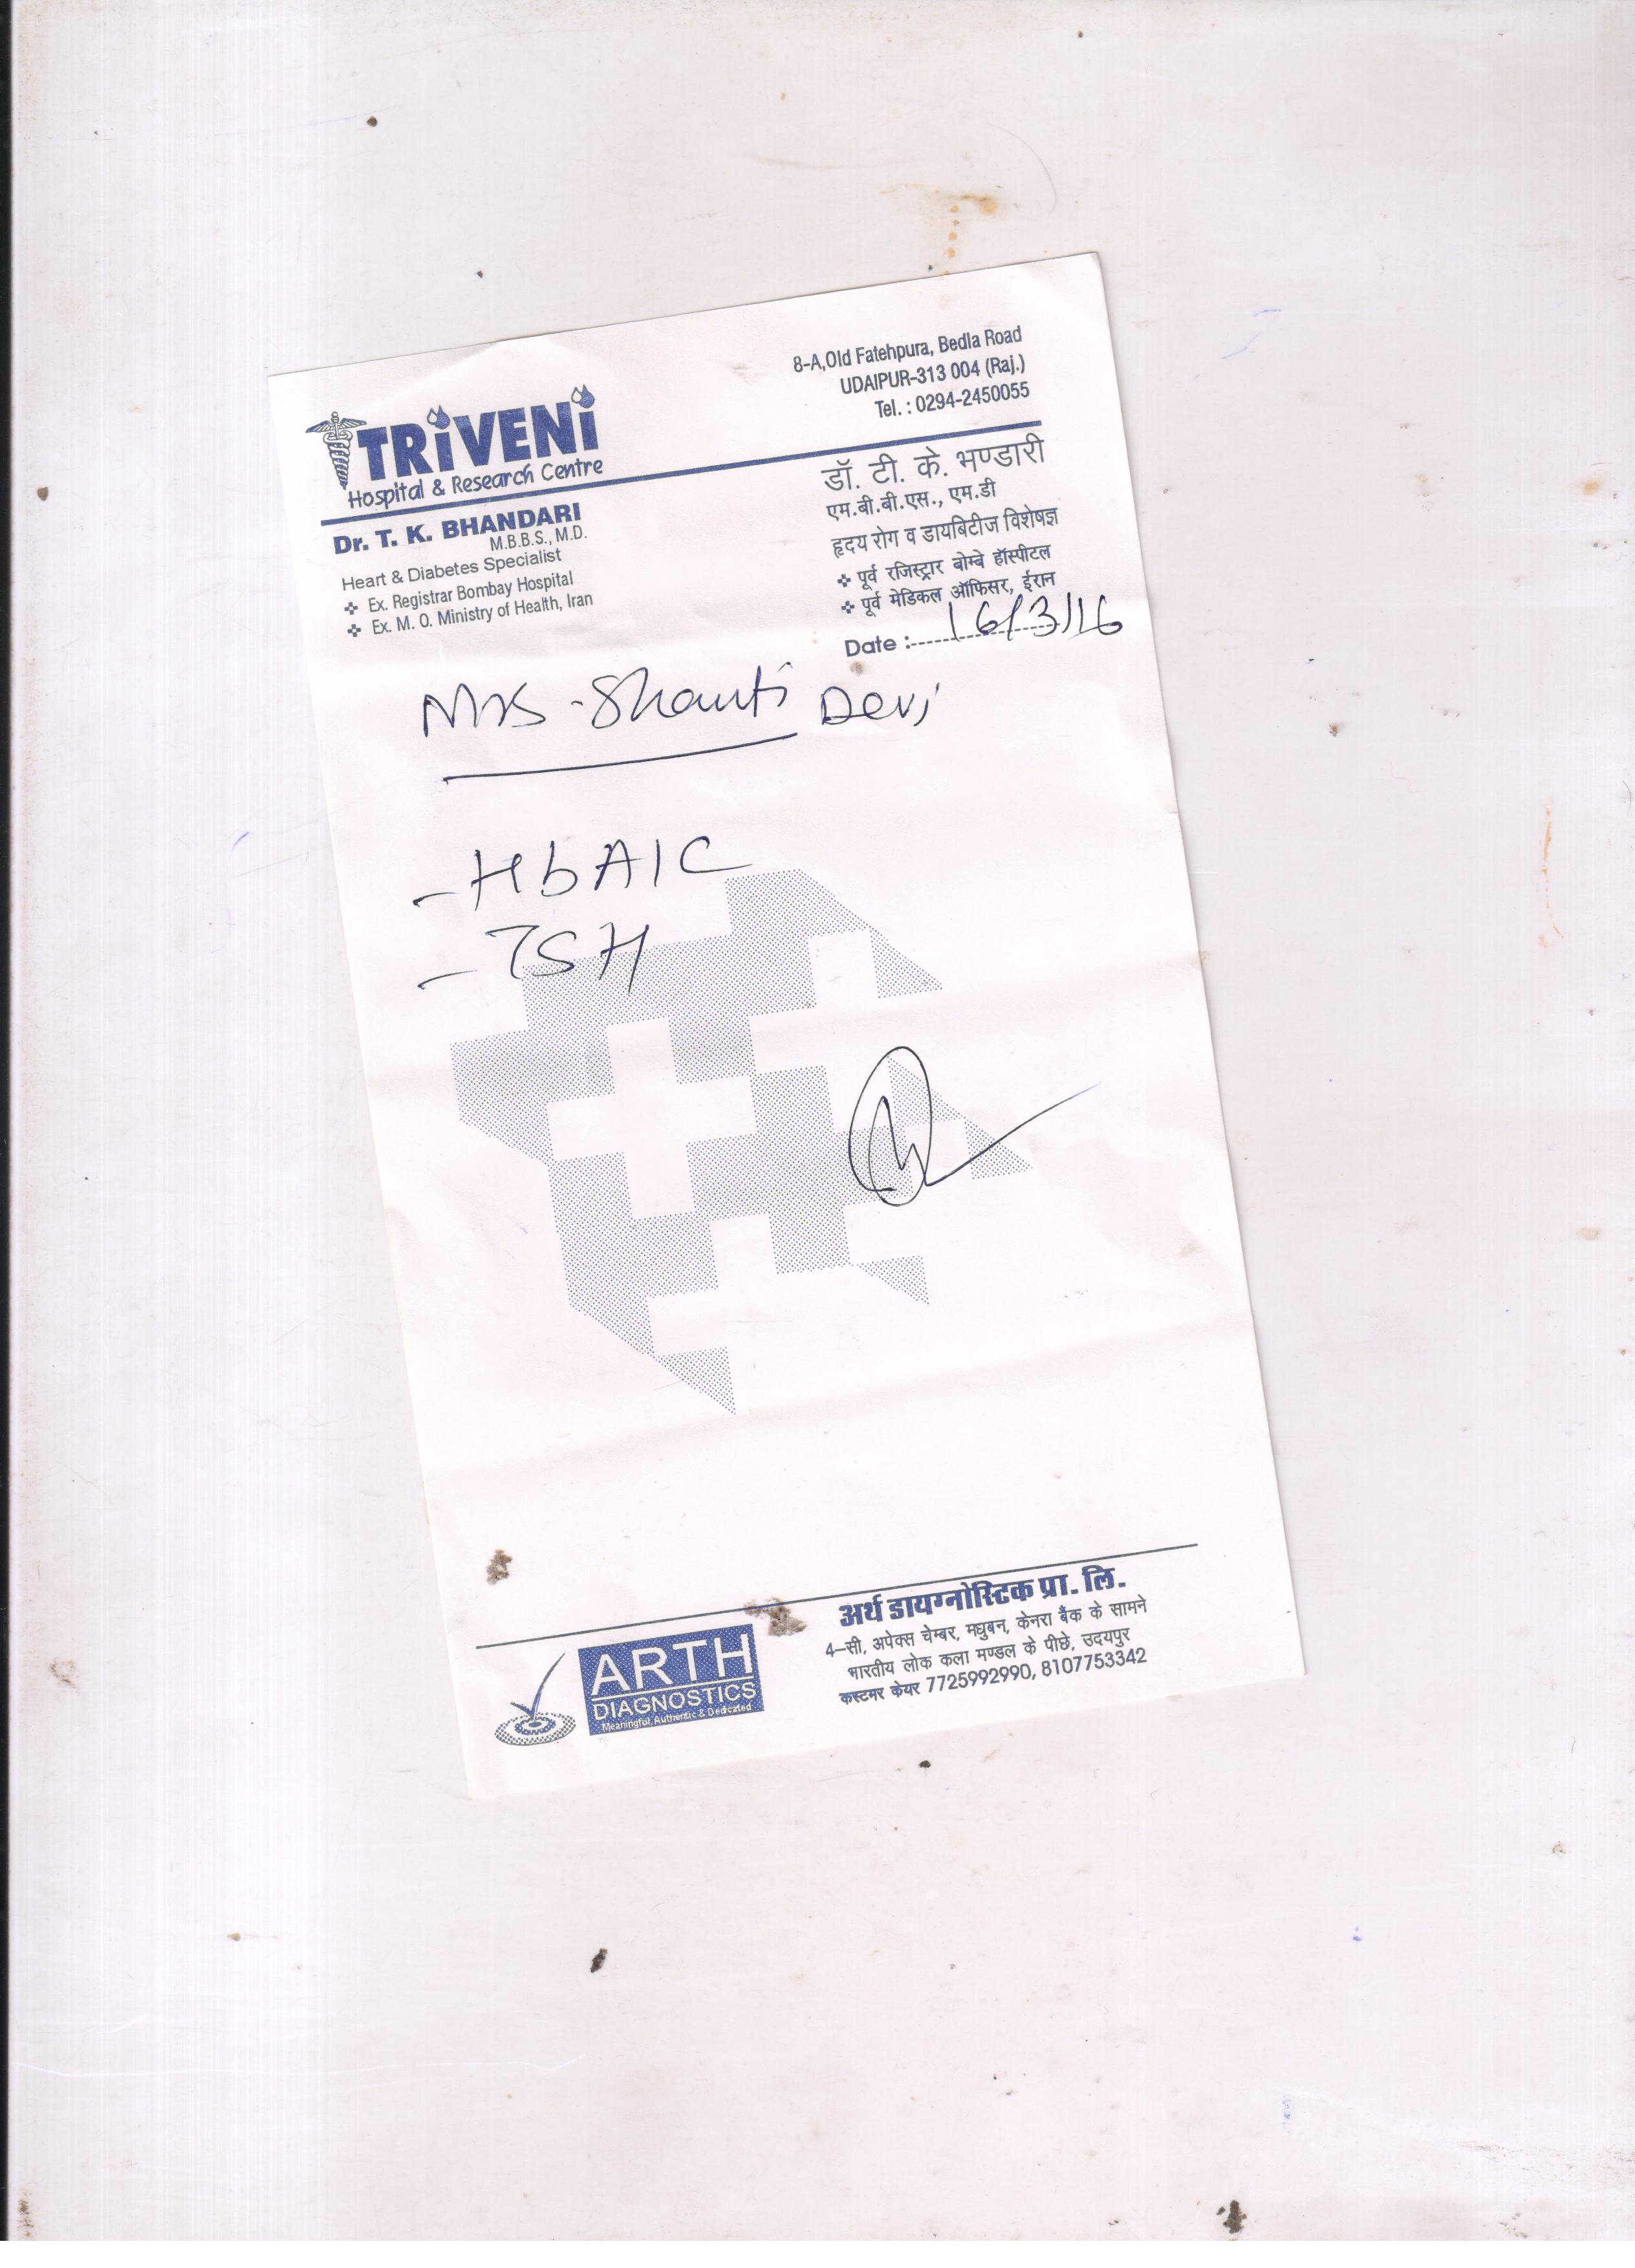 8-A,Old Fatehpura, Bedla Road
UDAIPUR-313 004 (Raj.)
Tel. : 0294-2450055
TRiVENi
Hospital & Research Centre
Dr. T. K. BHANDARI
M.B.B.S., M.D.
Heart & Diabetes Specialist
❖ Ex. Registrar Bombay Hospital
❖ Ex. M. O. Ministry of Health, Iran
डॉ. टी. के. भण्डारी
एम.बी.बी.एस., एम.डी
हृदय रोग व डायबिटीज विशेषज्ञ
❖ पूर्व रजिस्ट्रार बोम्बे हॉस्पीटल
❖ पूर्व मेडिकल ऑफिसर, ईरान
Date : 16/3/16
Mrs - Shanti Devi
- HbA1C
- TSH
ARTH
DIAGNOSTICS
Meaningful, Authentic & Dedicated
अर्थ डायग्नोस्टिक प्रा. लि.
4-सी, अपेक्स चेम्बर, मधुबन, केनरा बैंक के सामने
भारतीय लोक कला मण्डल के पीछे, उदयपुर
कस्टमर केयर 7725992990, 8107753342